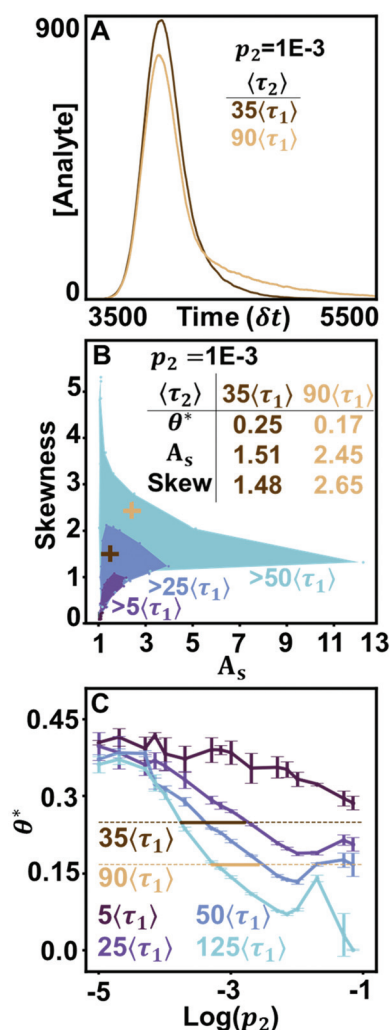 900
A
p₂=1E-3
⟨τ₂⟩
35⟨τ₁⟩
90⟨τ₁⟩
[Analyte]
0
3500 Time (δt) 5500
B
p₂ =1E-3
⟨τ₂⟩ 35⟨τ₁⟩ 90⟨τ₁⟩
θ* 0.25 0.17
Aₛ 1.51 2.45
Skew 1.48 2.65
Skewness
5
4
3
2
1
0
>50⟨τ₁⟩
>25⟨τ₁⟩
>5⟨τ₁⟩
1 3 5 7 9 11 13
Aₛ
C
θ*
0.45
0.3
0.15
0.0
35⟨τ₁⟩
90⟨τ₁⟩
5⟨τ₁⟩ 50⟨τ₁⟩
25⟨τ₁⟩ 125⟨τ₁⟩
-5 -3 -1
Log(p₂)